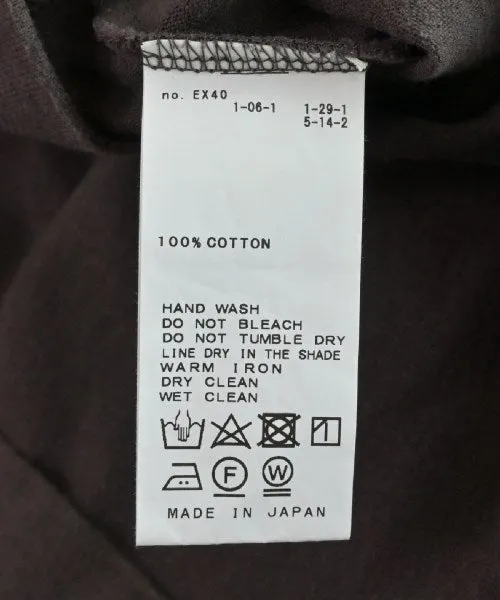 no. EX40
1-06-1 1-29-1
5-14-2
100% COTTON
HAND WASH
DO NOT BLEACH
DO NOT TUMBLE DRY
LINE DRY IN THE SHADE
WARM IRON
DRY CLEAN
WET CLEAN
F W
MADE IN JAPAN